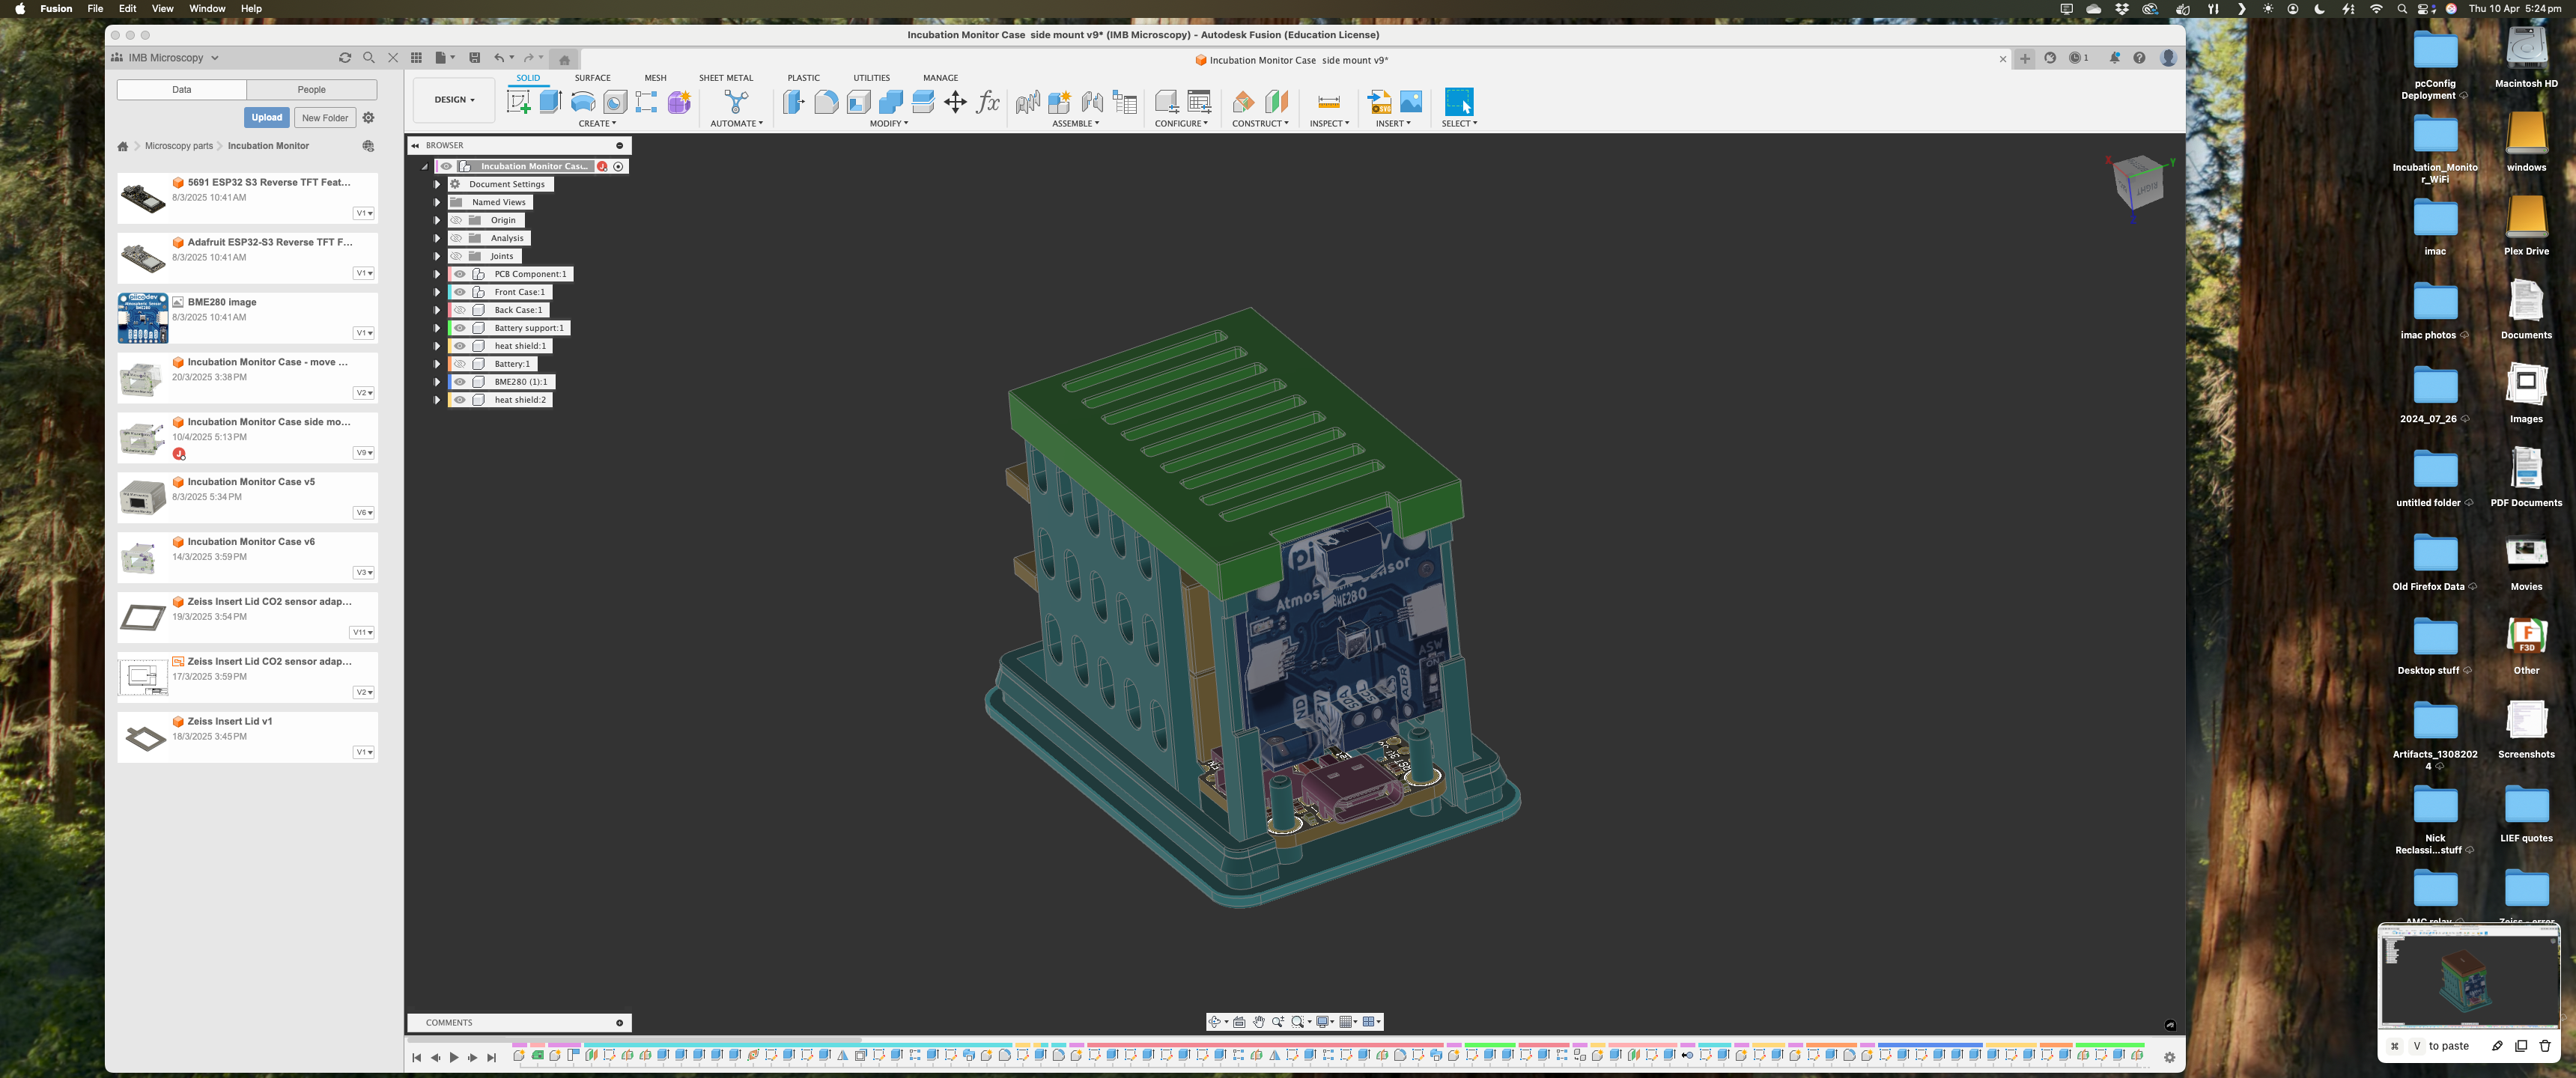 Fusion File Edit View Window Help
Thu 10 Apr 5:24 pm
Incubation Monitor Case side mount v9* (IMB Microscopy) - Autodesk Fusion (Education License)
IMB Microscopy
Incubation Monitor Case side mount v9*
1
Data People
Upload New Folder
Microscopy parts Incubation Monitor
5691 ESP32 S3 Reverse TFT Feat...
8/3/2025 10:41 AM
V1
Adafruit ESP32-S3 Reverse TFT F...
8/3/2025 10:41 AM
V1
BME280 image
8/3/2025 10:41 AM
V1
Incubation Monitor Case - move ...
20/3/2025 3:38 PM
V2
Incubation Monitor Case side mo...
10/4/2025 5:13 PM
J
V9
Incubation Monitor Case v5
8/3/2025 5:34 PM
V6
Incubation Monitor Case v6
14/3/2025 3:59 PM
V3
Zeiss Insert Lid CO2 sensor adap...
19/3/2025 3:54 PM
V11
Zeiss Insert Lid CO2 sensor adap...
17/3/2025 3:59 PM
V2
Zeiss Insert Lid v1
18/3/2025 3:45 PM
V1
DESIGN
SOLID SURFACE MESH SHEET METAL PLASTIC UTILITIES MANAGE
fx
CREATE AUTOMATE MODIFY ASSEMBLE CONFIGURE CONSTRUCT INSPECT INSERT SELECT
BROWSER
Incubation Monitor Cas...
Document Settings
Named Views
Origin
Analysis
Joints
PCB Component:1
Front Case:1
Back Case:1
Battery support:1
heat shield:1
Battery:1
BME280 (1):1
heat shield:2
X Y
RIGHT
Atmos
BME280
ASW
ON
ADR
SCL
SDA
COMMENTS
pcConfig Deployment
Macintosh HD
Incubation_Monitor_WiFi
windows
imac
Plex Drive
imac photos
Documents
2024_07_26
Images
untitled folder
PDF Documents
Old Firefox Data
Movies
F
F3D
Desktop stuff
Other
Artifacts_13082024
Screenshots
Nick Reclassi...stuff
LIEF quotes
⌘ V to paste